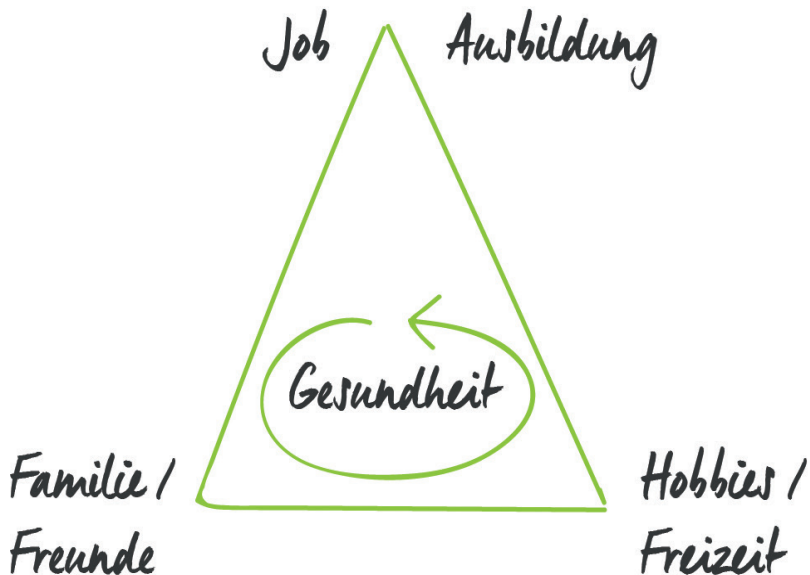 Job Ausbildung
Gesundheit
Familie /
Freunde
Hobbies /
Freizeit